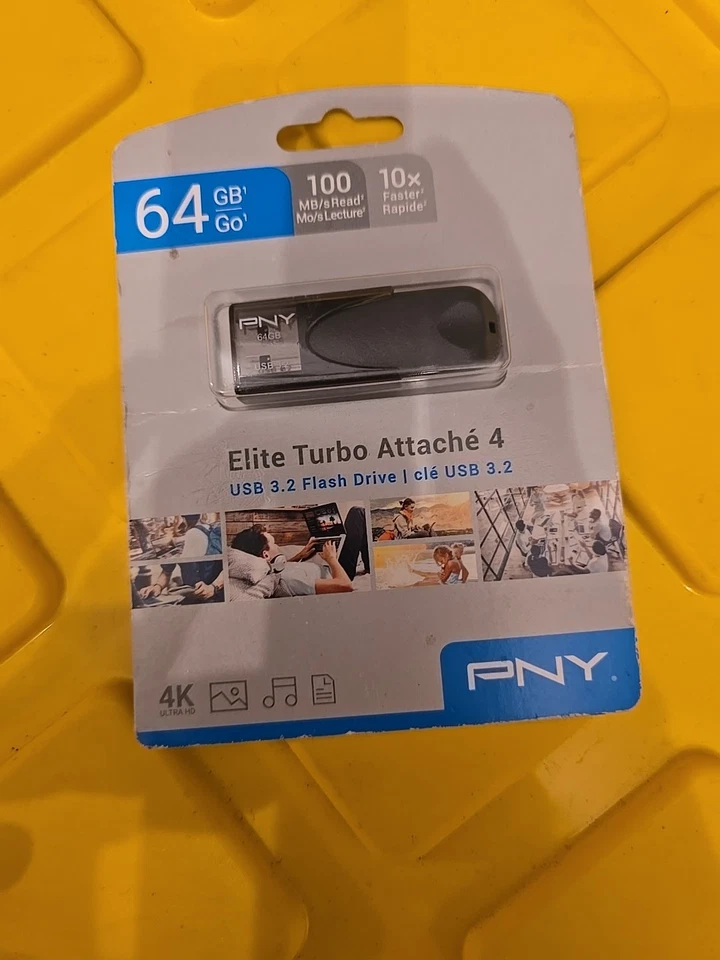 64 GB¹
Go¹
100
MB/s Read²
Mo/s Lecture²
10x
Faster²
Rapide²
PNY
64GB
USB
Elite Turbo Attaché 4
USB 3.2 Flash Drive | clé USB 3.2
4K
ULTRA HD
PNY